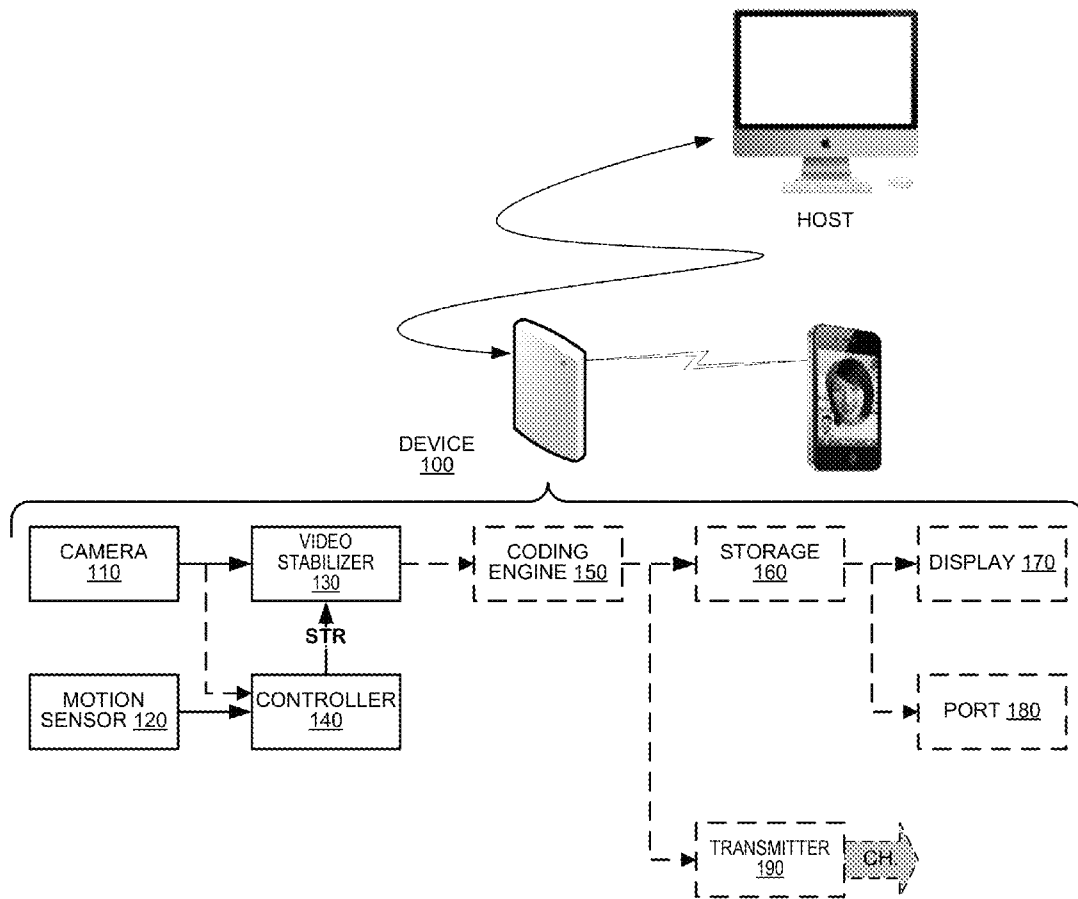 HOST
DEVICE
100
CAMERA
110
VIDEO
STABILIZER
130
CODING
ENGINE 150
STORAGE
160
DISPLAY 170
STR
MOTION
SENSOR 120
CONTROLLER
140
PORT 180
TRANSMITTER
190
CH